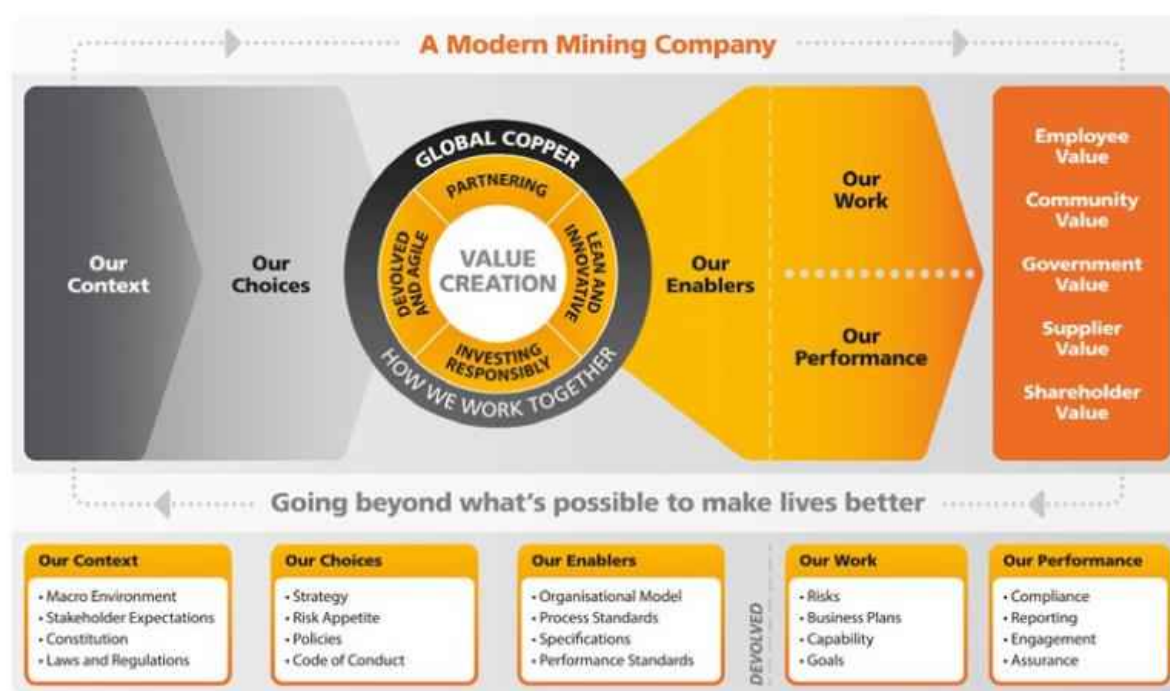 A Modern Mining Company
Our
Context
Our
Choices
GLOBAL COPPER
PARTNERING
DEVOLVED
AND AGILE
VALUE
CREATION
LEAN AND
INNOVATIVE
INVESTING
RESPONSIBLY
HOW WE WORK TOGETHER
Our
Enablers
Our
Work
Our
Performance
Employee
Value
Community
Value
Government
Value
Supplier
Value
Shareholder
Value
Going beyond what's possible to make lives better
Our Context
• Macro Environment
• Stakeholder Expectations
• Constitution
• Laws and Regulations
Our Choices
• Strategy
• Risk Appetite
• Policies
• Code of Conduct
Our Enablers
• Organisational Model
• Process Standards
• Specifications
• Performance Standards
DEVOLVED
Our Work
• Risks
• Business Plans
• Capability
• Goals
Our Performance
• Compliance
• Reporting
• Engagement
• Assurance